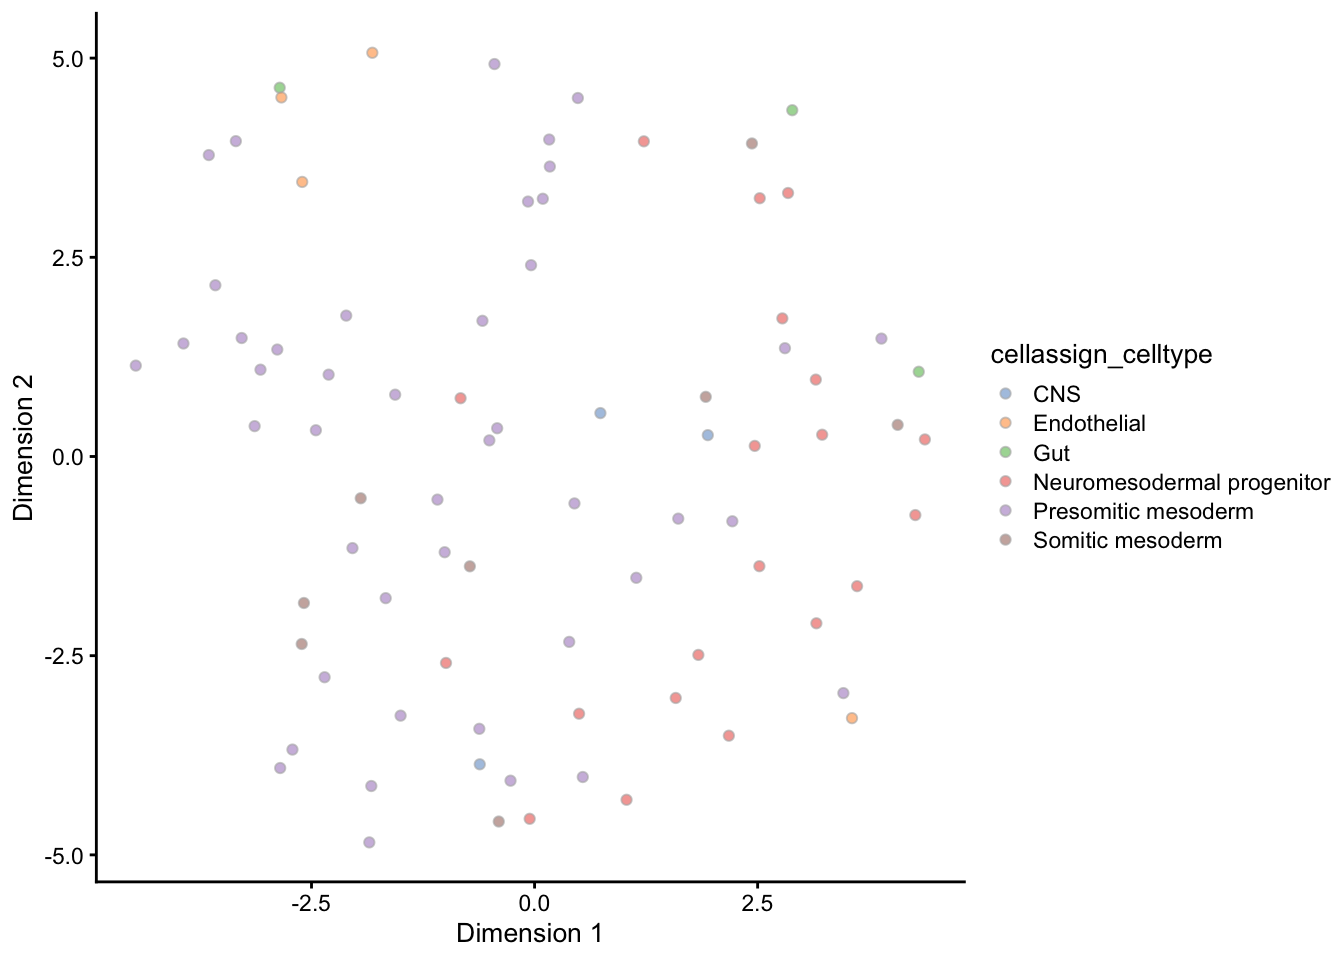 5.0
2.5
0.0
-2.5
-5.0
Dimension 2
-2.5
0.0
2.5
Dimension 1
cellassign_celltype
CNS
Endothelial
Gut
Neuromesodermal progenitor
Presomitic mesoderm
Somitic mesoderm